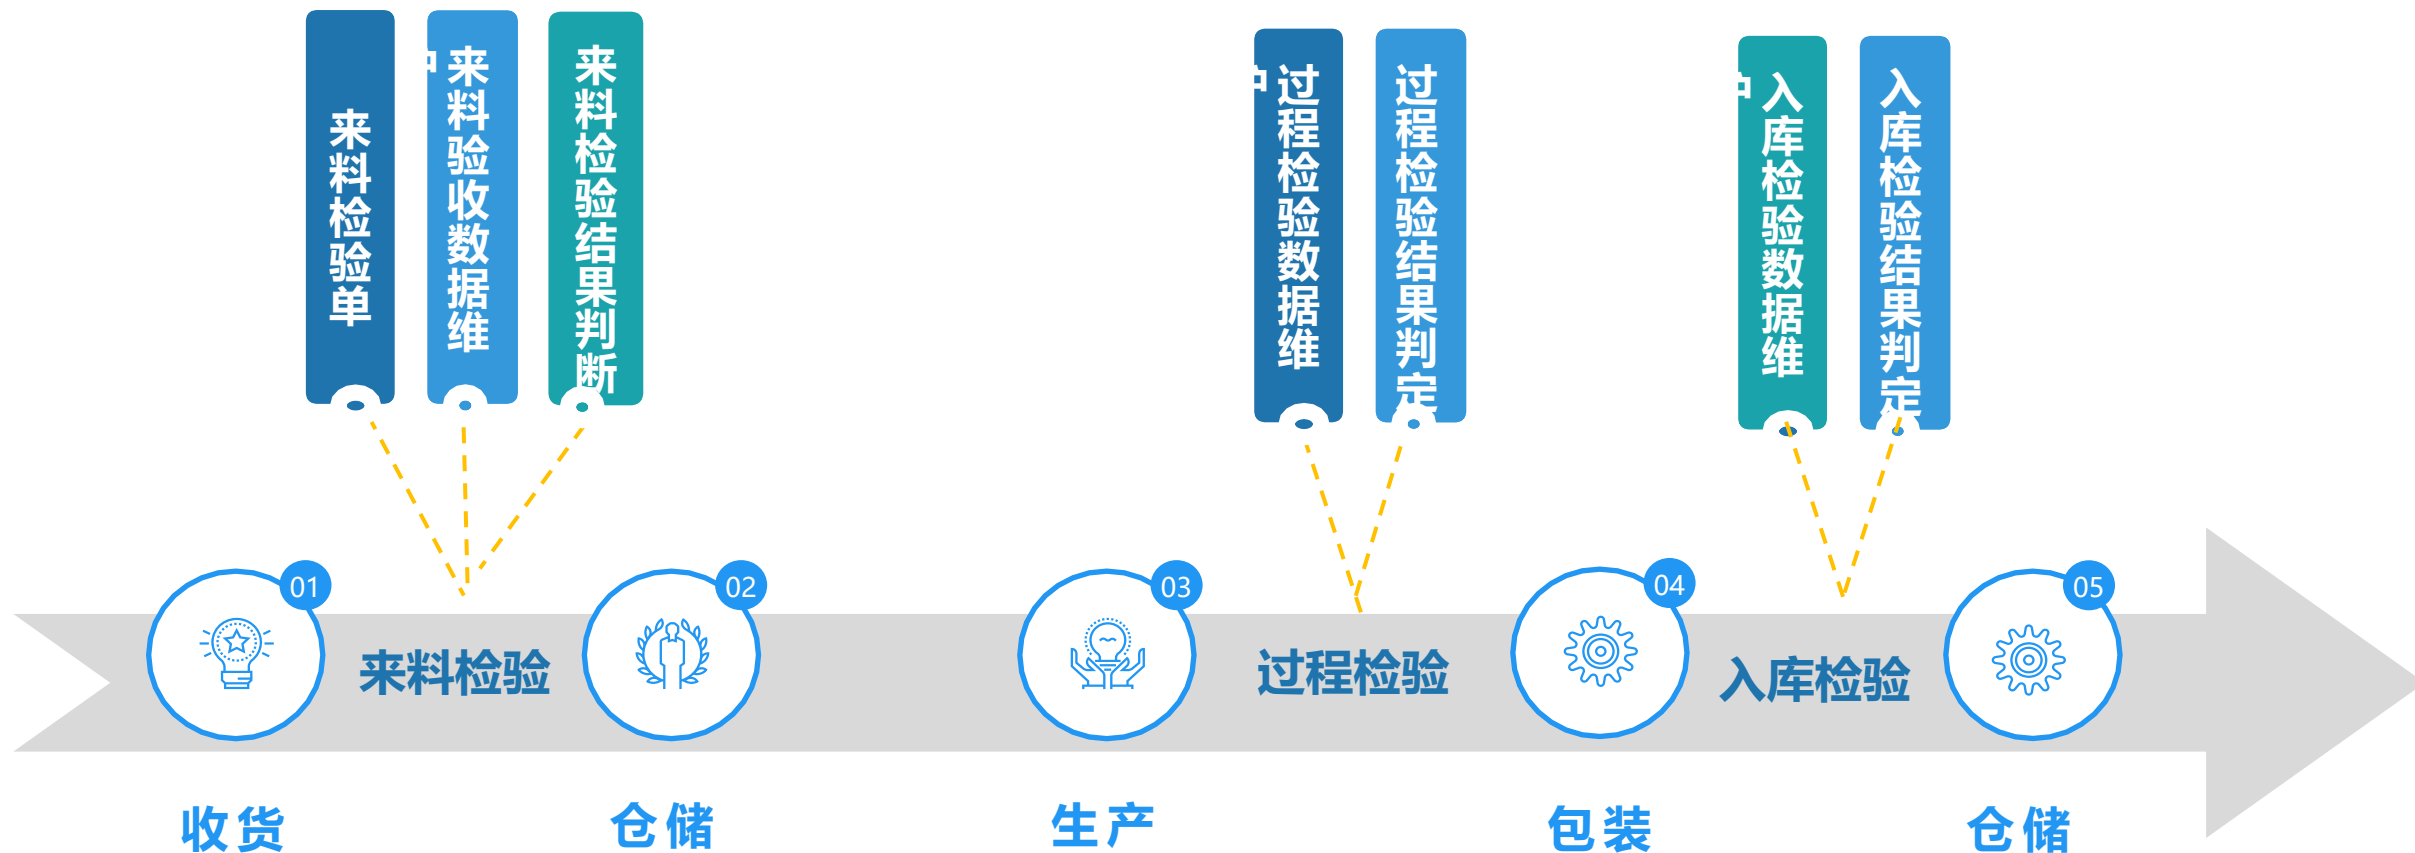 来料检验单
来料验收数据维
来料检验结果判断
过程检验数据维
过程检验结果判定
入库检验数据维
入库检验结果判定
01
02
03
04
05
来料检验
过程检验
入库检验
收货
仓储
生产
包装
仓储